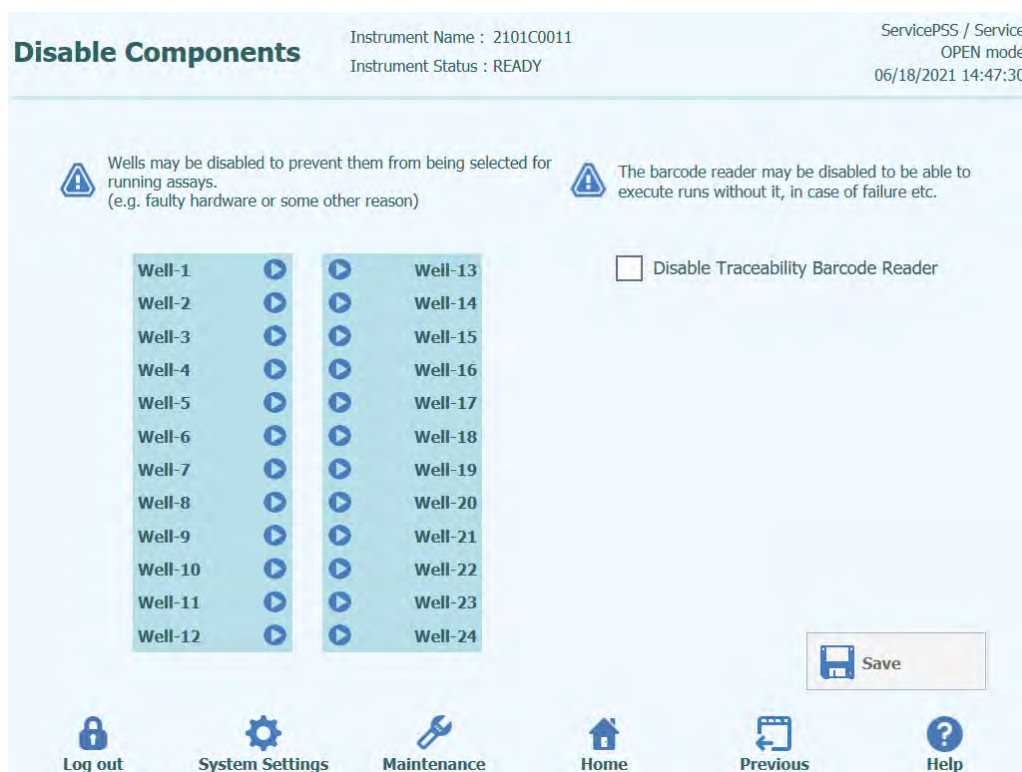 Disable Components
Instrument Name : 2101C0011
Instrument Status : READY
ServicePSS / Service
OPEN mode
06/18/2021 14:47:30
Wells may be disabled to prevent them from being selected for
running assays.
(e.g. faulty hardware or some other reason)
The barcode reader may be disabled to be able to
execute runs without it, in case of failure etc.
Disable Traceability Barcode Reader
Well-1 Well-13
Well-2 Well-14
Well-3 Well-15
Well-4 Well-16
Well-5 Well-17
Well-6 Well-18
Well-7 Well-19
Well-8 Well-20
Well-9 Well-21
Well-10 Well-22
Well-11 Well-23
Well-12 Well-24
Save
Log out System Settings Maintenance Home Previous Help